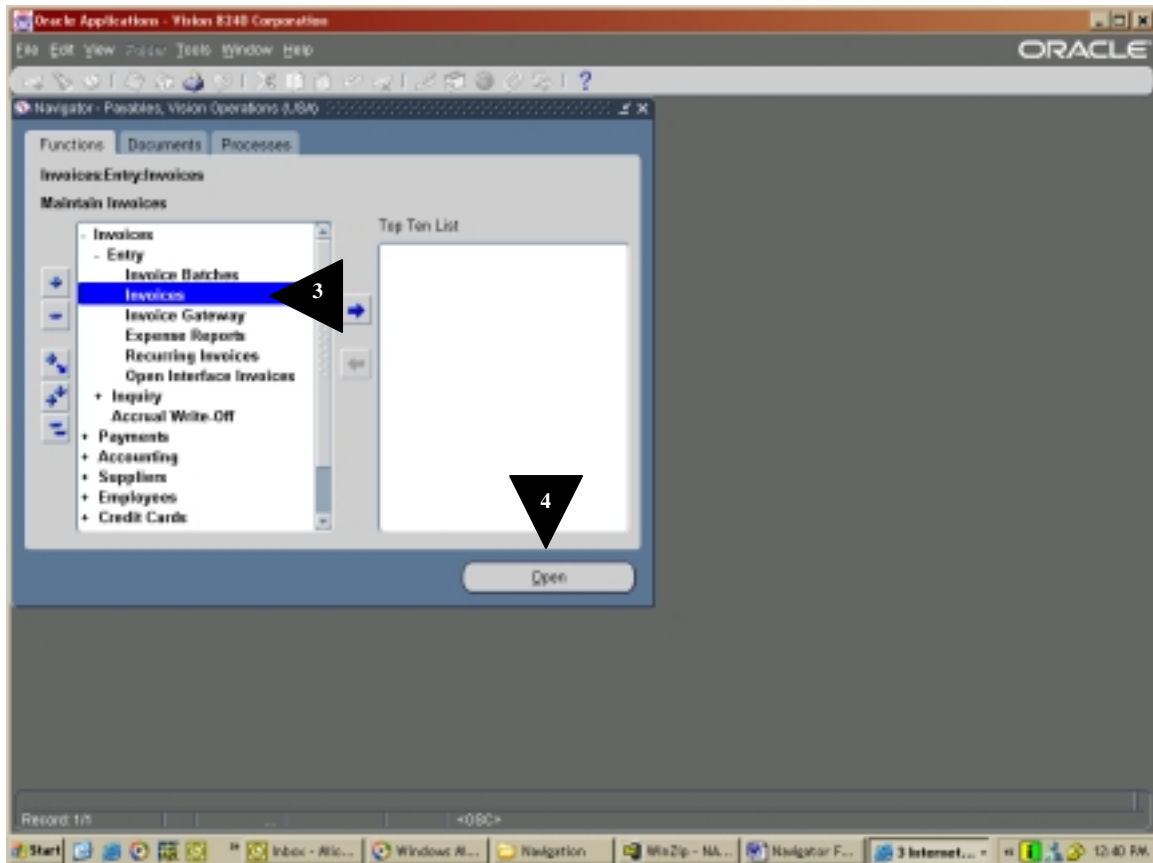 Oracle Applications - Vision 8240 Corporation
File Edit View Folder Tools Window Help
ORACLE
Navigator - Payables, Vision Operations (USA)
Functions Documents Processes
Invoices:Entry:Invoices
Maintain Invoices
Top Ten List
- Invoices
- Entry
Invoice Batches
Invoices
3
Invoice Gateway
Expense Reports
Recurring Invoices
Open Interface Invoices
+ Inquiry
Accrual Write-Off
+ Payments
+ Accounting
+ Suppliers
+ Employees
+ Credit Cards
4
Open
Record: 1/1 ... <OSC>
Start Inbox - Mic... Windows M... Navigation WinZip - NA... Navigator F... 3 Internet... 12:40 PM